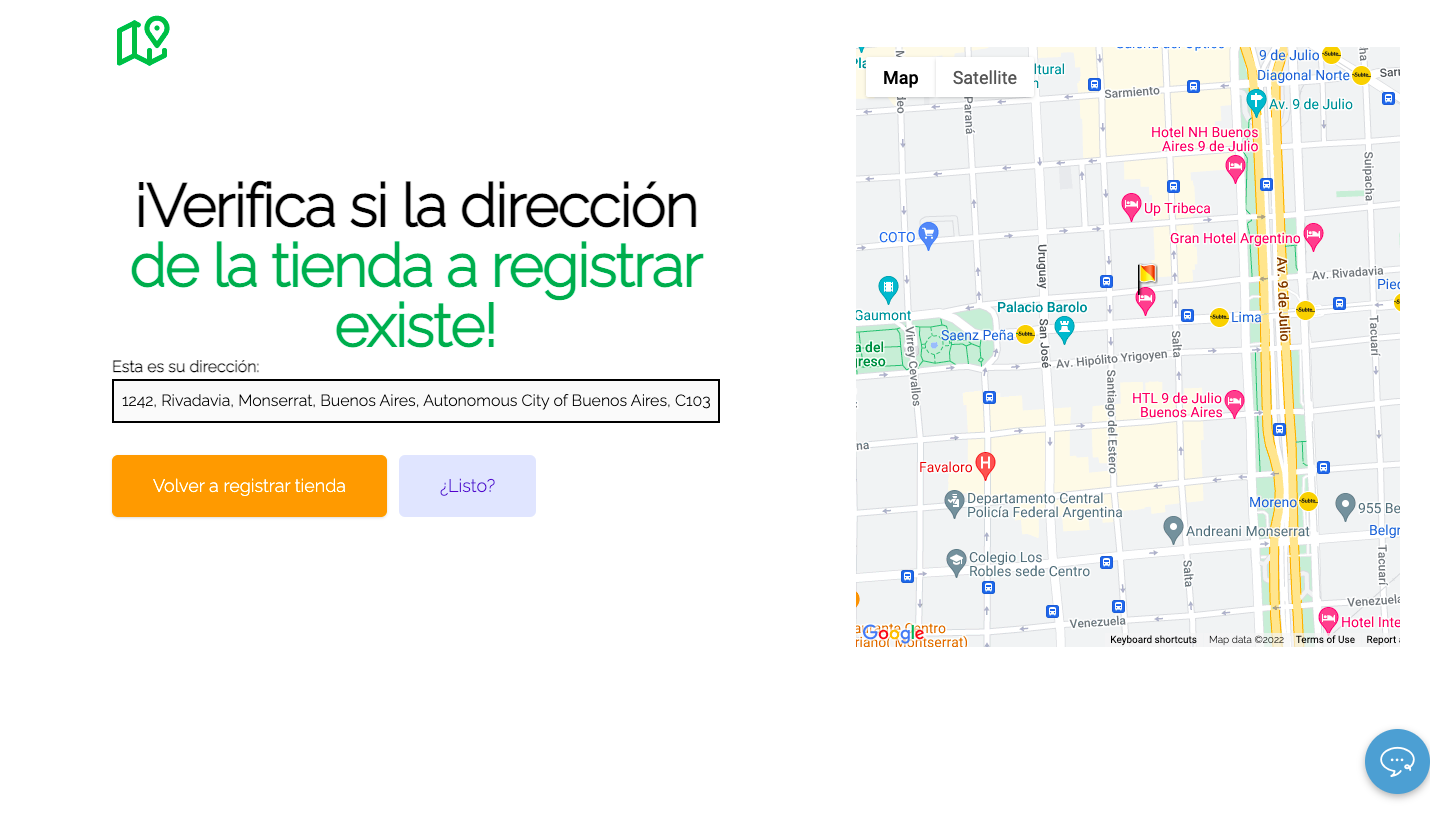 ¡Verifica si la dirección
de la tienda a registrar
existe!
Esta es su dirección:
1242, Rivadavia, Monserrat, Buenos Aires, Autonomous City of Buenos Aires, C103
Volver a registrar tienda
¿Listo?
Map
Satellite
9 de Julio
Diagonal Norte
Sarmiento
Paraná
Av. 9 de Julio
Hotel NH Buenos
Aires 9 de Julio
Suipacha
Up Tribeca
COTO
Gran Hotel Argentino
Uruguay
Av. Rivadavia
Av. 9 de Julio
Gaumont
Palacio Barolo
Lima
Saenz Peña
San José
Salta
Tacuarí
Virrey Cevallos
Av. Hipólito Yrigoyen
Santiago del Estero
HTL 9 de Julio
Buenos Aires
Favaloro
Departamento Central
Policía Federal Argentina
Moreno
955 Be
Andreani Monserrat
Belgr
Colegio Los
Robles sede Centro
Salta
Tacuarí
Venezuela
Venezuela
Hotel Inte
Google
Keyboard shortcuts
Map data ©2022
Terms of Use
Report